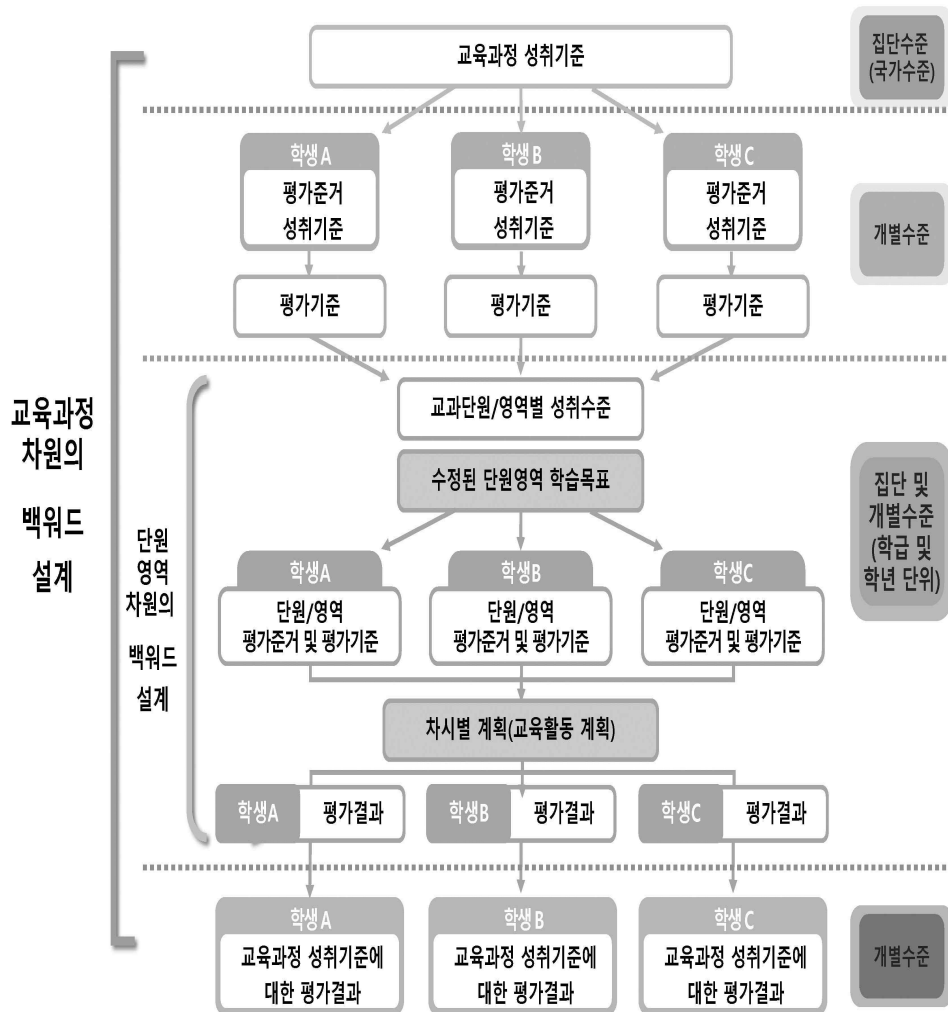 교육과정 성취기준
집단수준
(국가수준)
학생A
평가준거
성취기준
학생B
평가준거
성취기준
학생C
평가준거
성취기준
개별수준
평가기준
평가기준
평가기준
교육과정
차원의
백워드
설계
교과단원/영역별 성취수준
수정된 단원영역 학습목표
집단 및
개별수준
(학급 및
학년 단위)
단원
영역
차원의
백워드
설계
학생A
단원/영역
평가준거 및 평가기준
학생B
단원/영역
평가준거 및 평가기준
학생C
단원/영역
평가준거 및 평가기준
차시별 계획(교육활동 계획)
학생A 평가결과
학생B 평가결과
학생C 평가결과
학생A
교육과정 성취기준에
대한 평가결과
학생B
교육과정 성취기준에
대한 평가결과
학생C
교육과정 성취기준에
대한 평가결과
개별수준